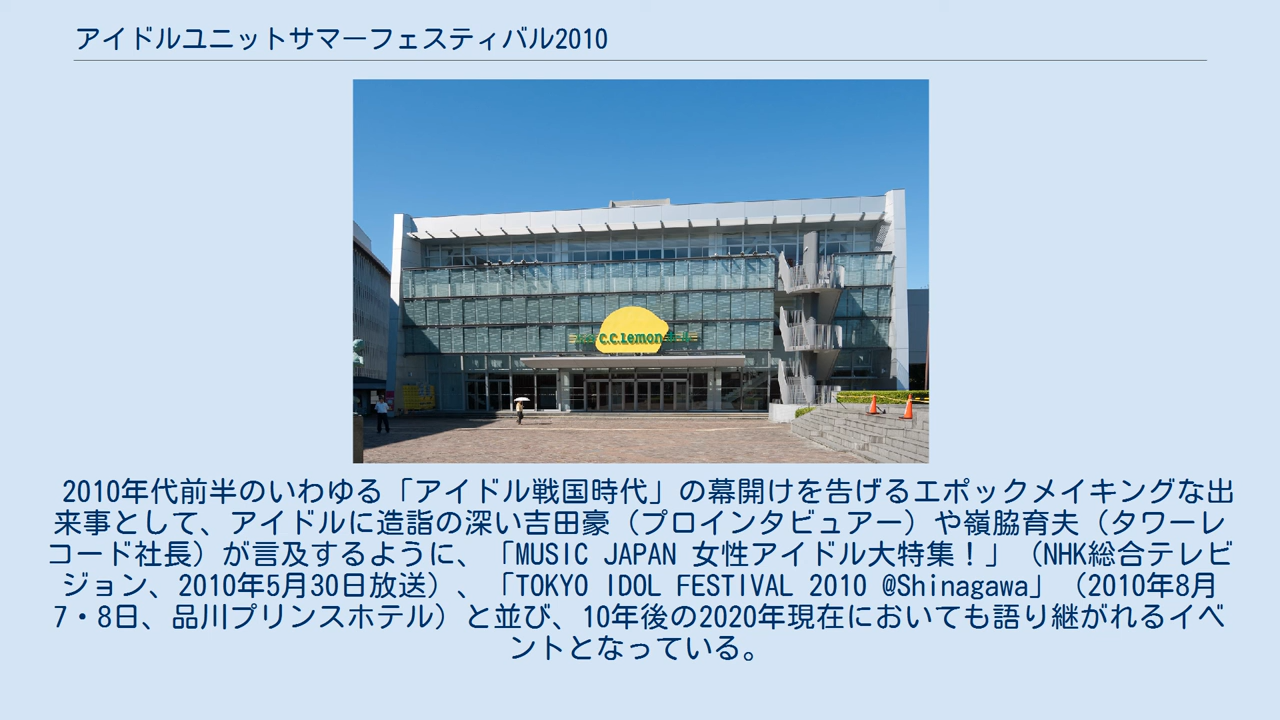 アイドルユニットサマーフェスティバル2010
C.C.Lemon
2010年代前半のいわゆる「アイドル戦国時代」の幕開けを告げるエポックメイキングな出
来事として、アイドルに造詣の深い吉田豪（プロインタビュアー）や嶺脇育夫（タワーレ
コード社長）が言及するように、「MUSIC JAPAN 女性アイドル大特集！」（NHK総合テレビ
ジョン、2010年5月30日放送）、「TOKYO IDOL FESTIVAL 2010 @Shinagawa」（2010年8月
7・8日、品川プリンスホテル）と並び、10年後の2020年現在においても語り継がれるイベ
ントとなっている。